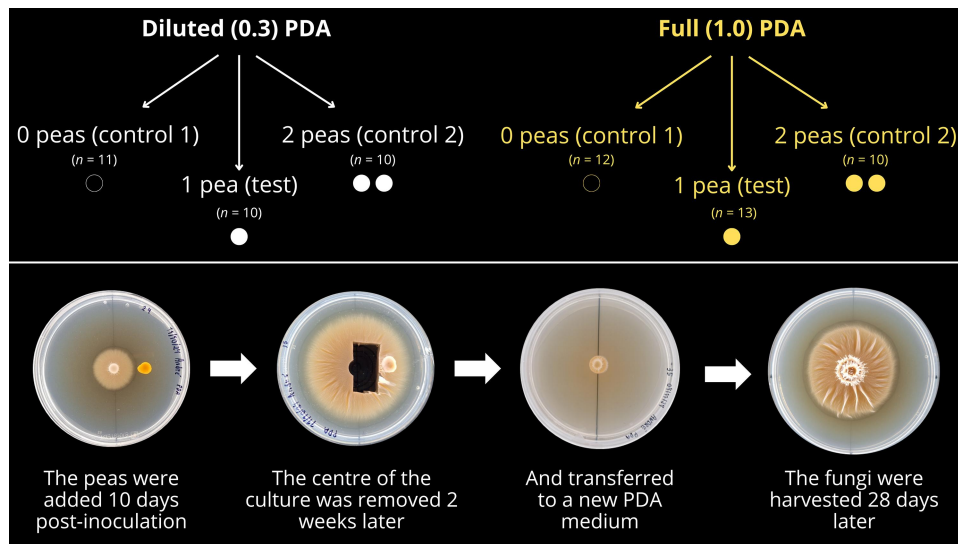 Diluted (0.3) PDA
Full (1.0) PDA
0 peas (control 1)
(n = 11)
2 peas (control 2)
(n = 10)
1 pea (test)
(n = 10)
0 peas (control 1)
(n = 12)
2 peas (control 2)
(n = 10)
1 pea (test)
(n = 13)
The peas were
added 10 days
post-inoculation
The centre of the
culture was removed 2
weeks later
And transferred
to a new PDA
medium
The fungi were
harvested 28 days
later